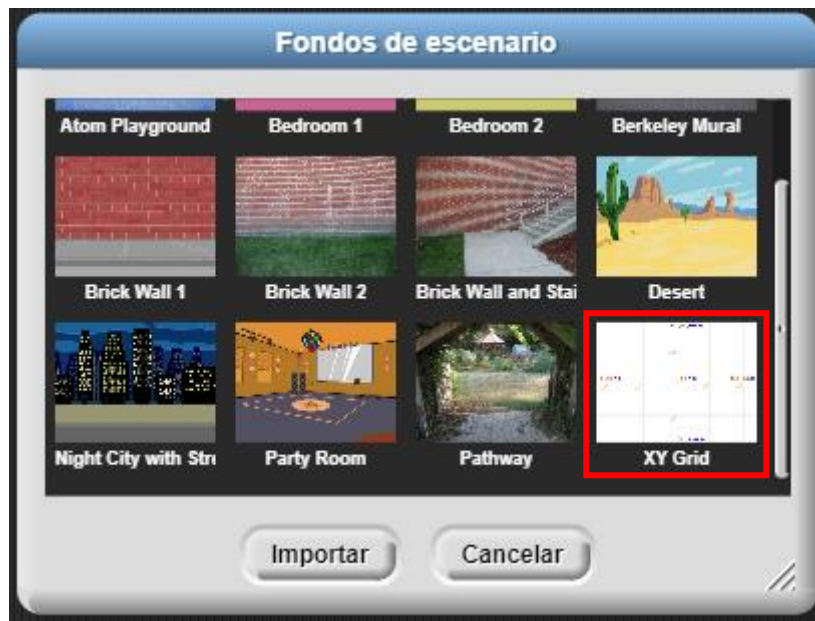 Fondos de escenario
Atom Playground Bedroom 1 Bedroom 2 Berkeley Mural
Brick Wall 1 Brick Wall 2 Brick Wall and Stai Desert
Night City with Stre Party Room Pathway XY Grid
Importar Cancelar